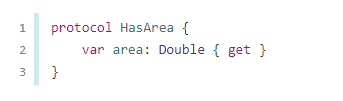 1 protocol HasArea {
2     var area: Double { get }
3 }